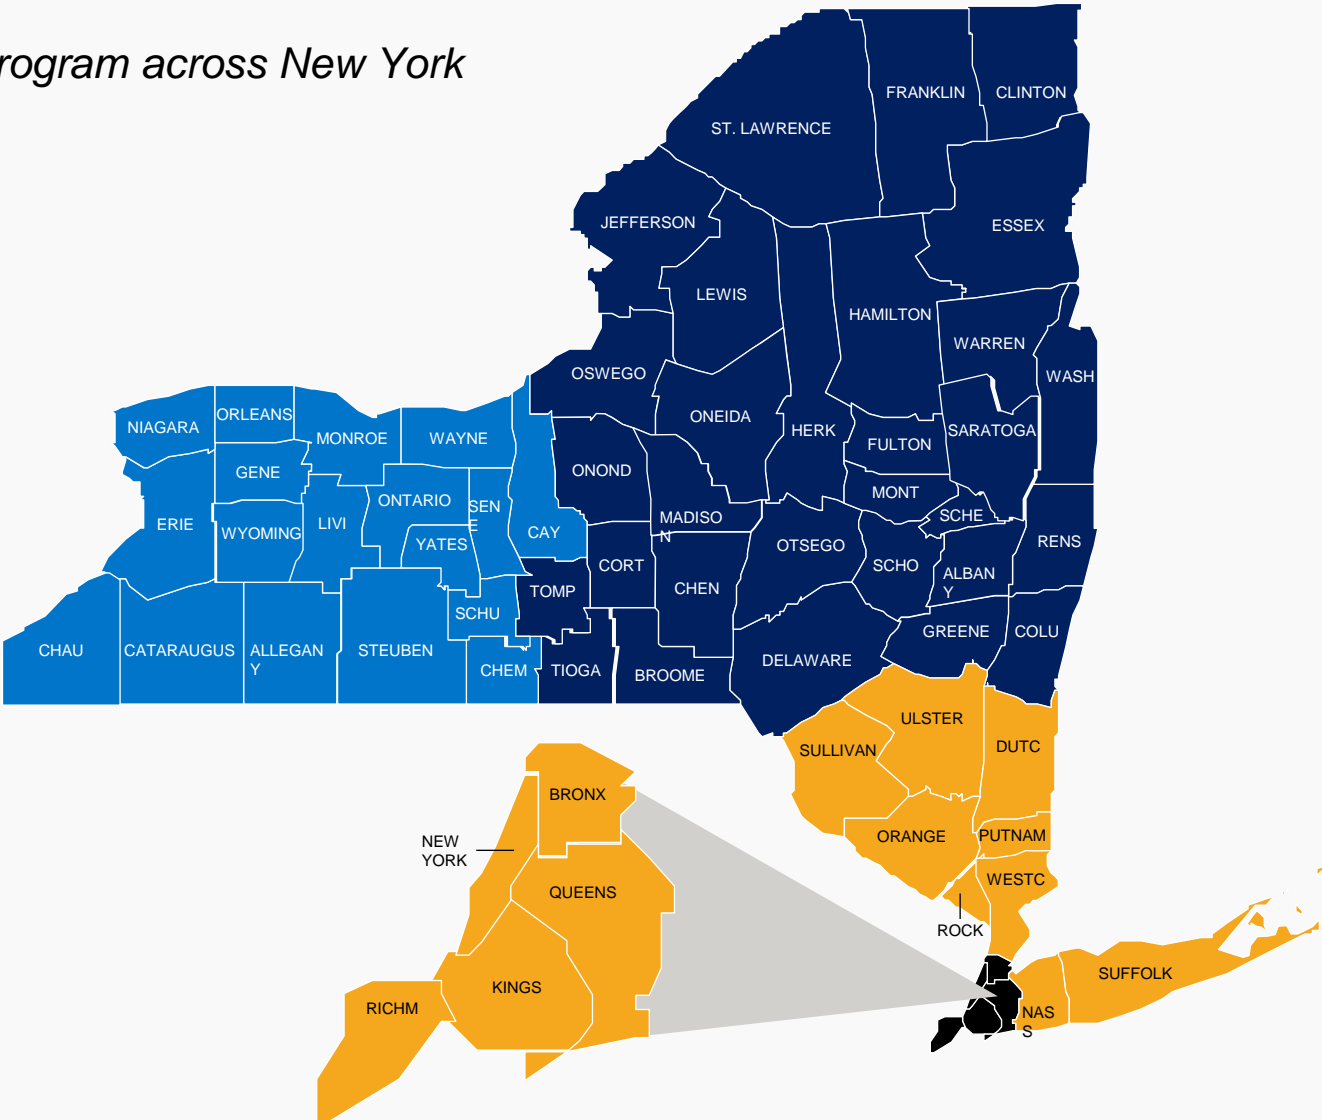 rogram across New York
FRANKLIN
CLINTON
ST. LAWRENCE
JEFFERSON
ESSEX
LEWIS
HAMILTON
WARREN
OSWEGO
WASH
ORLEANS
ONEIDA
NIAGARA
MONROE
WAYNE
HERK
SARATOGA
FULTON
GENE
ONOND
MONT
ONTARIO
SEN
E
ERIE
WYOMING
LIVI
CAY
MADISO
N
SCHE
YATES
OTSEGO
RENS
CORT
SCHO
ALBAN
Y
TOMP
CHEN
SCHU
GREENE
COLU
CHAU
CATARAUGUS
ALLEGAN
Y
STEUBEN
CHEM
TIOGA
BROOME
DELAWARE
ULSTER
SULLIVAN
DUTC
BRONX
ORANGE
PUTNAM
NEW
YORK
WESTC
QUEENS
ROCK
SUFFOLK
KINGS
RICHM
NAS
S